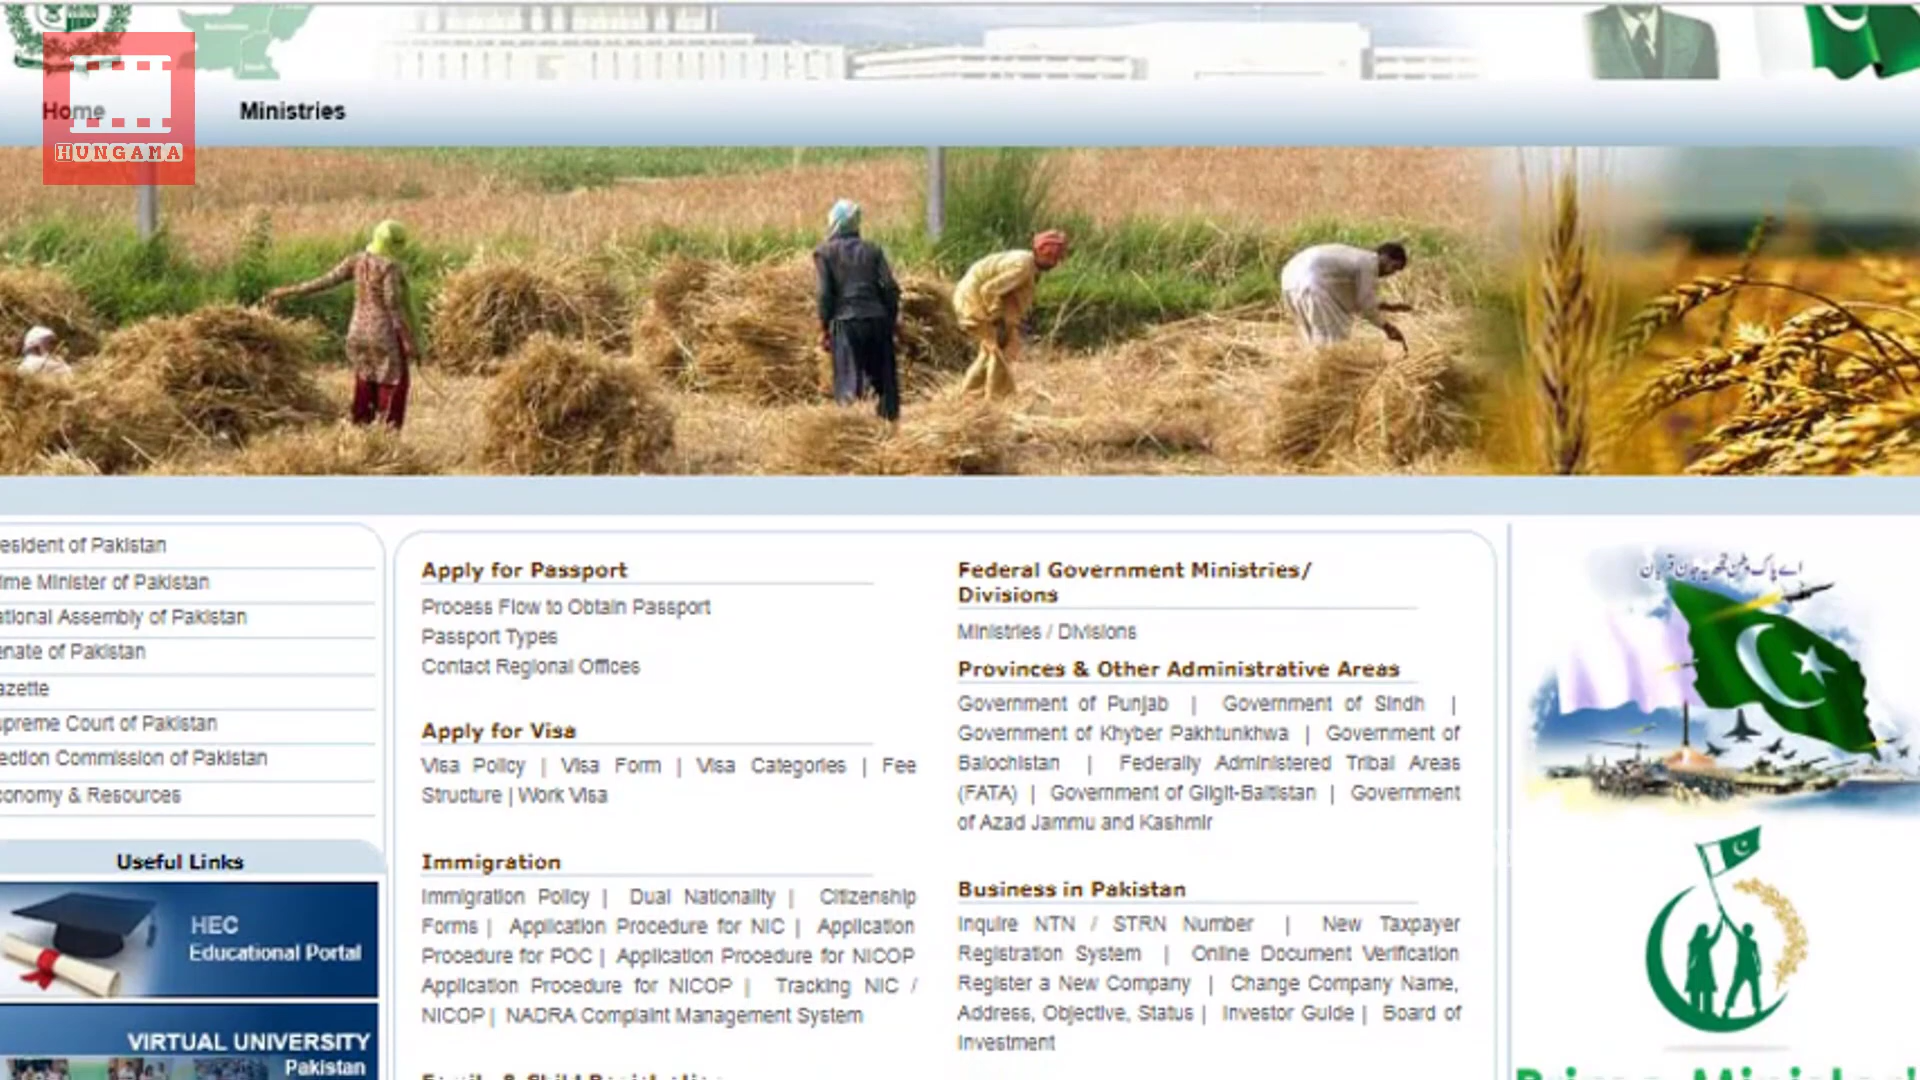 Home
Ministries
HUNGAMA
esident of Pakistan
ime Minister of Pakistan
ational Assembly of Pakistan
enate of Pakistan
azette
upreme Court of Pakistan
ection Commission of Pakistan
conomy & Resources
Useful Links
HEC
Educational Portal
VIRTUAL UNIVERSITY
Pakistan
Apply for Passport
Process Flow to Obtain Passport
Passport Types
Contact Regional Offices
Apply for Visa
Visa Policy | Visa Form | Visa Categories | Fee
Structure | Work Visa
Immigration
Immigration Policy | Dual Nationality | Citizenship
Forms | Application Procedure for NIC | Application
Procedure for POC | Application Procedure for NICOP
Application Procedure for NICOP | Tracking NIC /
NICOP | NADRA Complaint Management System
Federal Government Ministries/
Divisions
Ministries / Divisions
Provinces & Other Administrative Areas
Government of Punjab | Government of Sindh |
Government of Khyber Pakhtunkhwa | Government of
Balochistan | Federally Administered Tribal Areas
(FATA) | Government of Gilgit-Baltistan | Government
of Azad Jammu and Kashmir
Business in Pakistan
Inquire NTN / STRN Number | New Taxpayer
Registration System | Online Document Verification
Register a New Company | Change Company Name,
Address, Objective, Status | Investor Guide | Board of
Investment